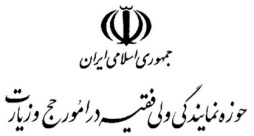 جمهوری اسلامی ایران
حوزه نمایندگی ولی فقیه در امور حج و زیارت